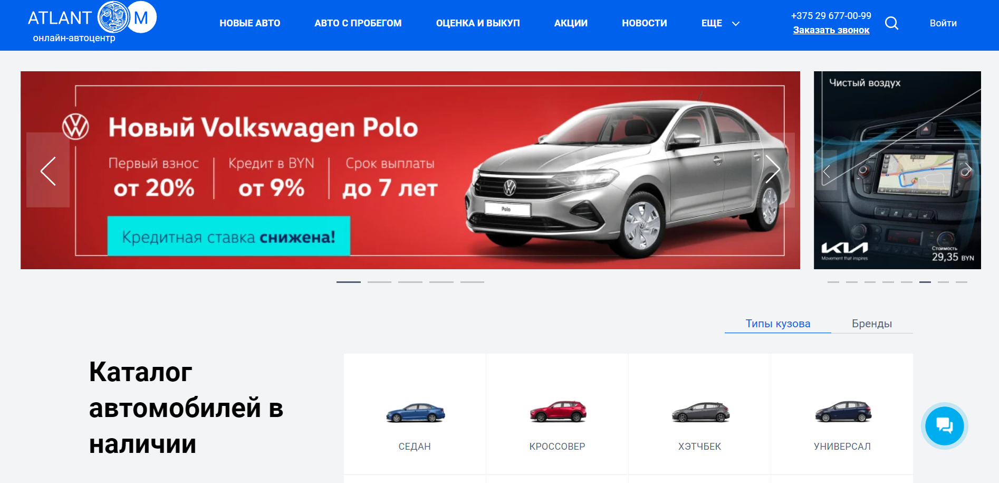 ATLANT M
онлайн-автоцентр
НОВЫЕ АВТО
АВТО С ПРОБЕГОМ
ОЦЕНКА И ВЫКУП
АКЦИИ
НОВОСТИ
ЕЩЕ
+375 29 677-00-99
Заказать звонок
Войти
Новый Volkswagen Polo
Первый взнос
от 20%
Кредит в BYN
от 9%
Срок выплаты
до 7 лет
Кредитная ставка снижена!
Polo
Чистый воздух
KIA
Movement that inspires
Стоимость
29,35 BYN
Типы кузова
Бренды
Каталог
автомобилей в
наличии
СЕДАН
КРОССОВЕР
ХЭТЧБЕК
УНИВЕРСАЛ